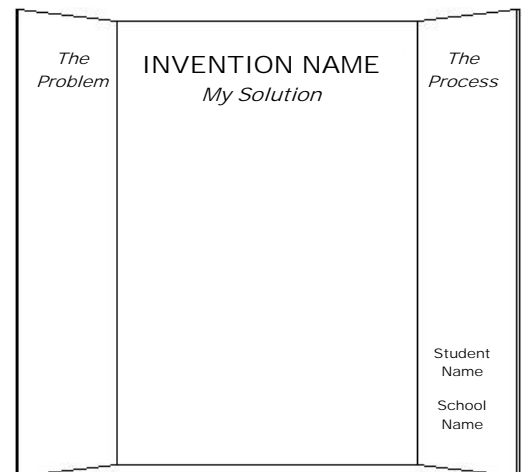 The
Problem
INVENTION NAME
My Solution
The
Process
Student
Name
School
Name